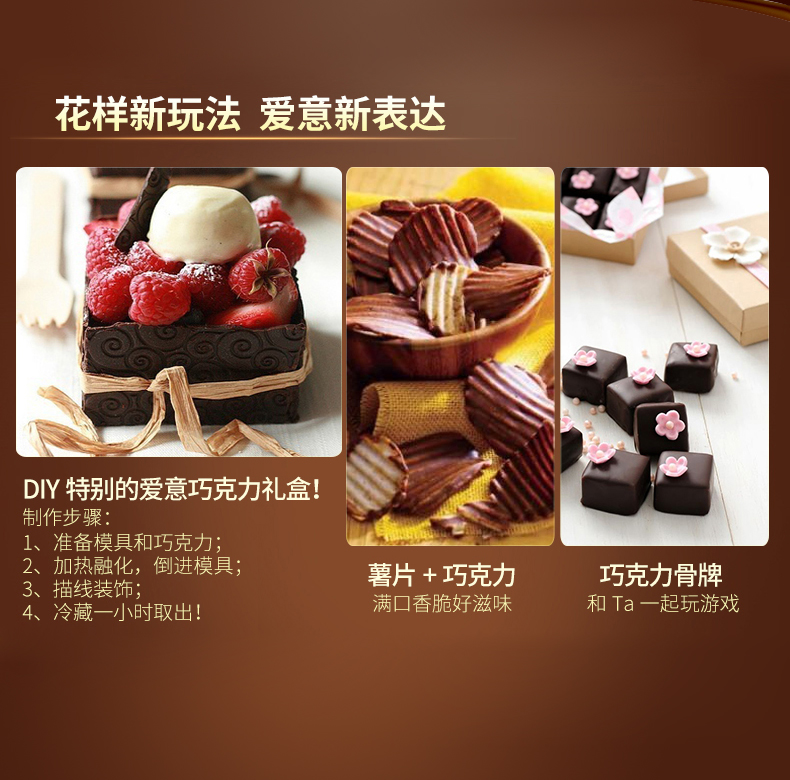 花样新玩法 爱意新表达
DIY 特别的爱意巧克力礼盒！
制作步骤：
1、准备模具和巧克力；
2、加热融化，倒进模具；
3、描线装饰；
4、冷藏一小时取出！
薯片 + 巧克力
满口香脆好滋味
巧克力骨牌
和 Ta 一起玩游戏